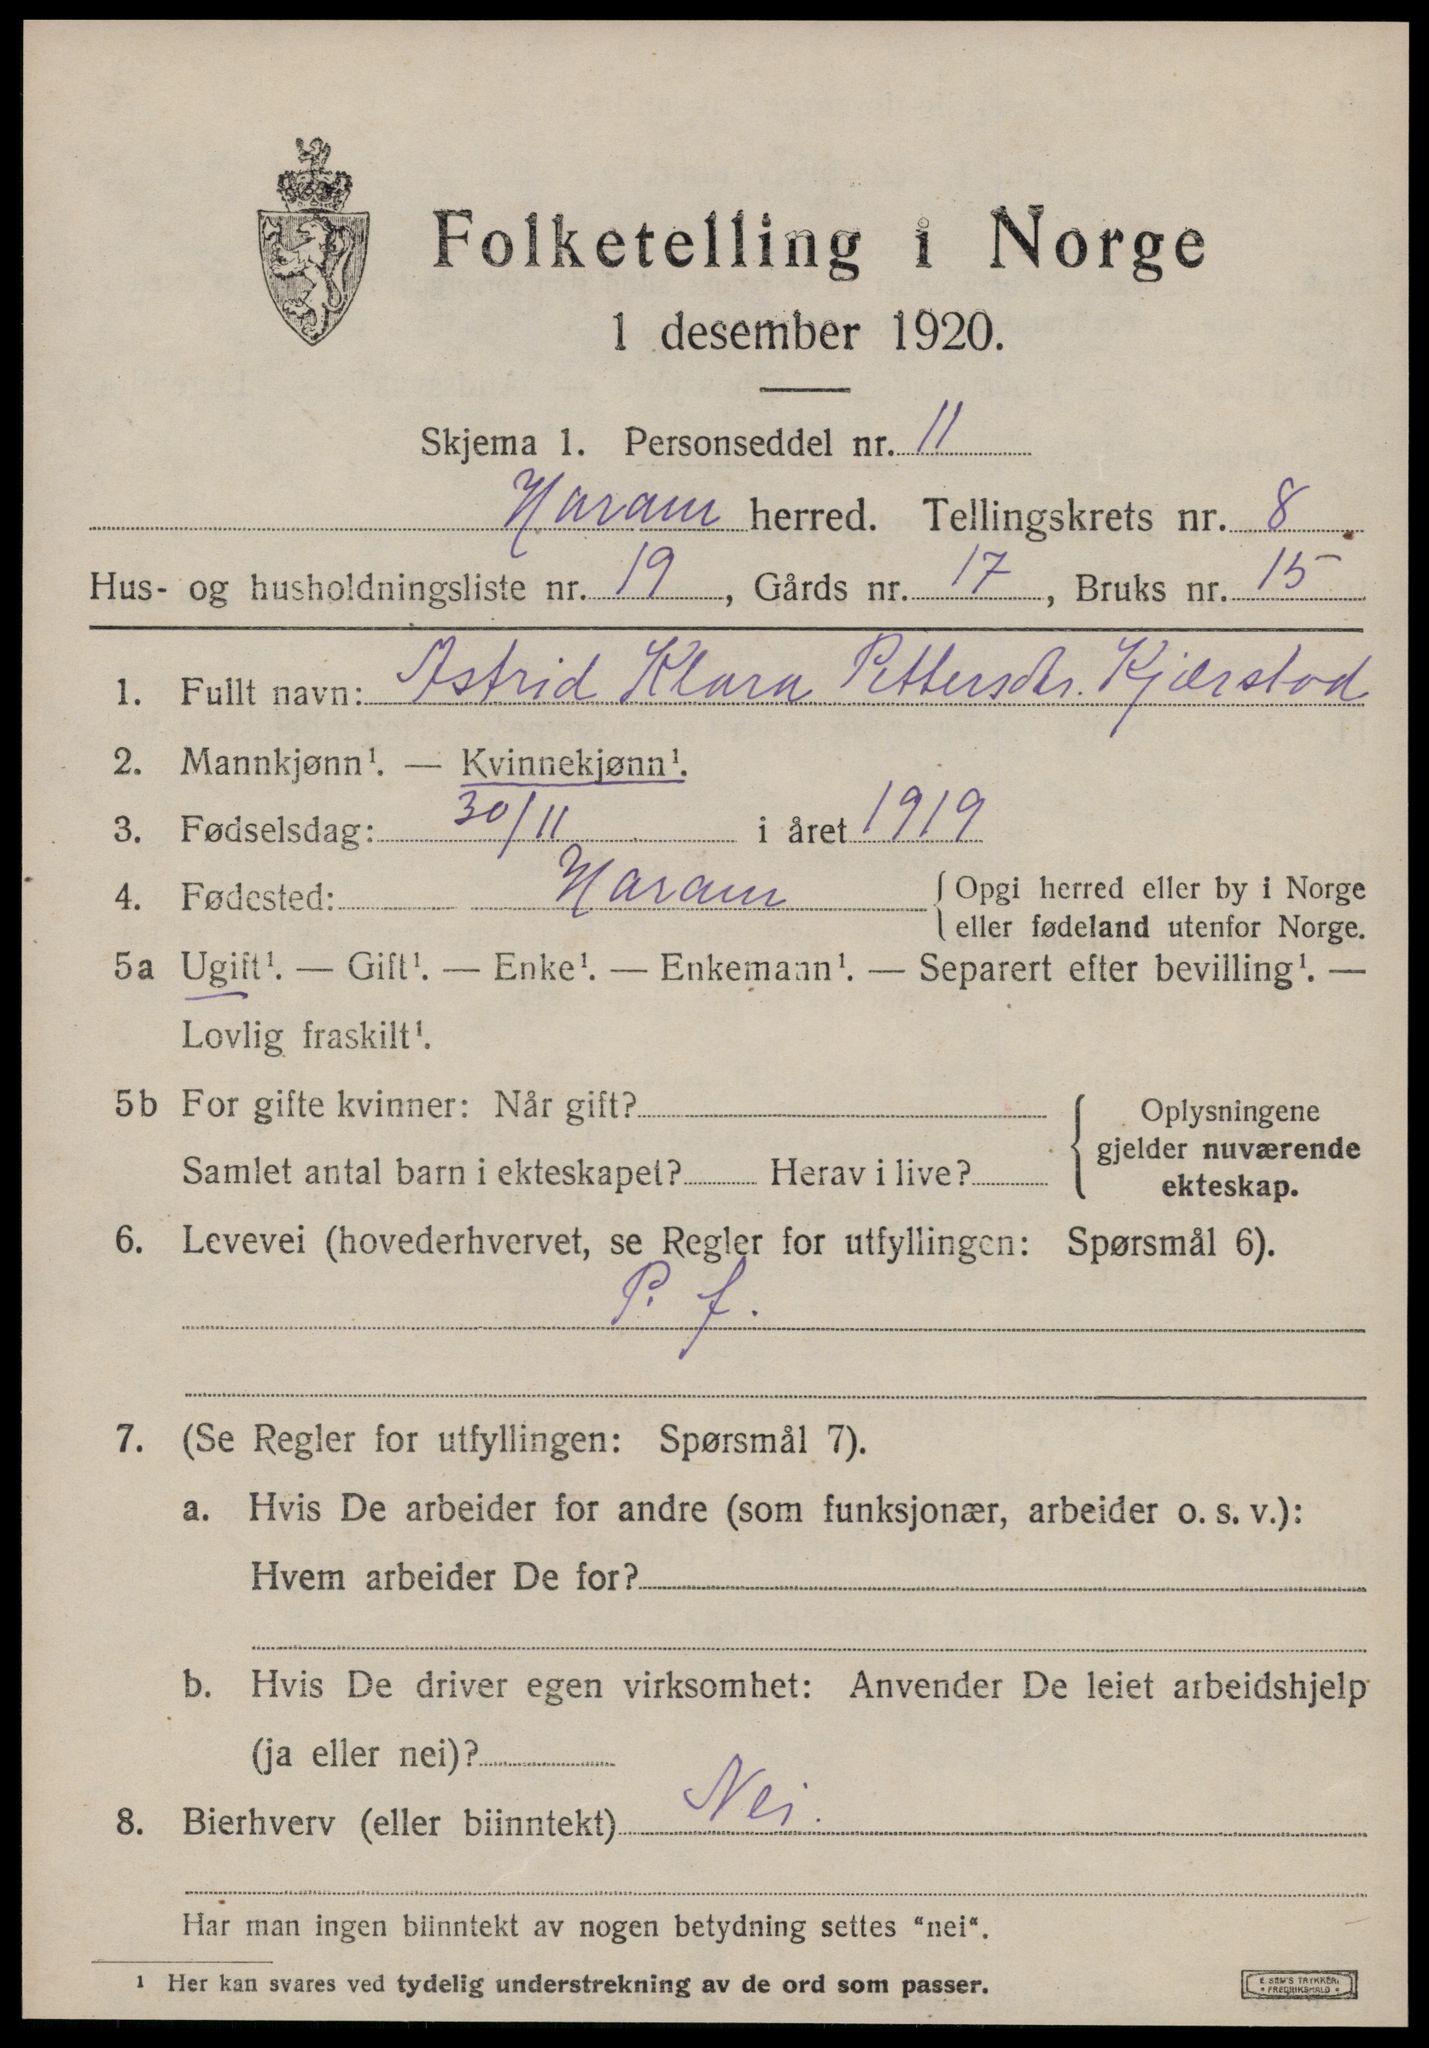 Folketelling i Norge
1 desember 1920.
Skjema 1. Personseddel nr. 11
Haram herred. Tellingskrets nr. 8
Hus- og husholdningsliste nr. 19, Gårds nr. 17, Bruks nr. 15
1. Fullt navn: Astrid Klara Pettersdtr. Kjærstad
2. Mannkjønn¹. — Kvinnekjønn¹.
3. Fødselsdag: 30/11 i året 1919
4. Fødested: Haram { Opgi herred eller by i Norge
eller fødeland utenfor Norge.
5a Ugift¹. — Gift¹. — Enke¹. — Enkemann¹. — Separert efter bevilling¹. —
Lovlig fraskilt¹.
5b For gifte kvinner: Når gift?
Samlet antal barn i ekteskapet? Herav i live?
{ Oplysningene
gjelder nuværende
ekteskap.
6. Levevei (hovederhvervet, se Regler for utfyllingen: Spørsmål 6).
P. f.
7. (Se Regler for utfyllingen: Spørsmål 7).
a. Hvis De arbeider for andre (som funksjonær, arbeider o. s. v.):
Hvem arbeider De for?
b. Hvis De driver egen virksomhet: Anvender De leiet arbeidshjelp
(ja eller nei)?
8. Bierhverv (eller biinntekt) Nei.
Har man ingen biinntekt av nogen betydning settes "nei".
1 Her kan svares ved tydelig understrekning av de ord som passer.
E. SEM'S TRYKKERI
FREDRIKSHALD